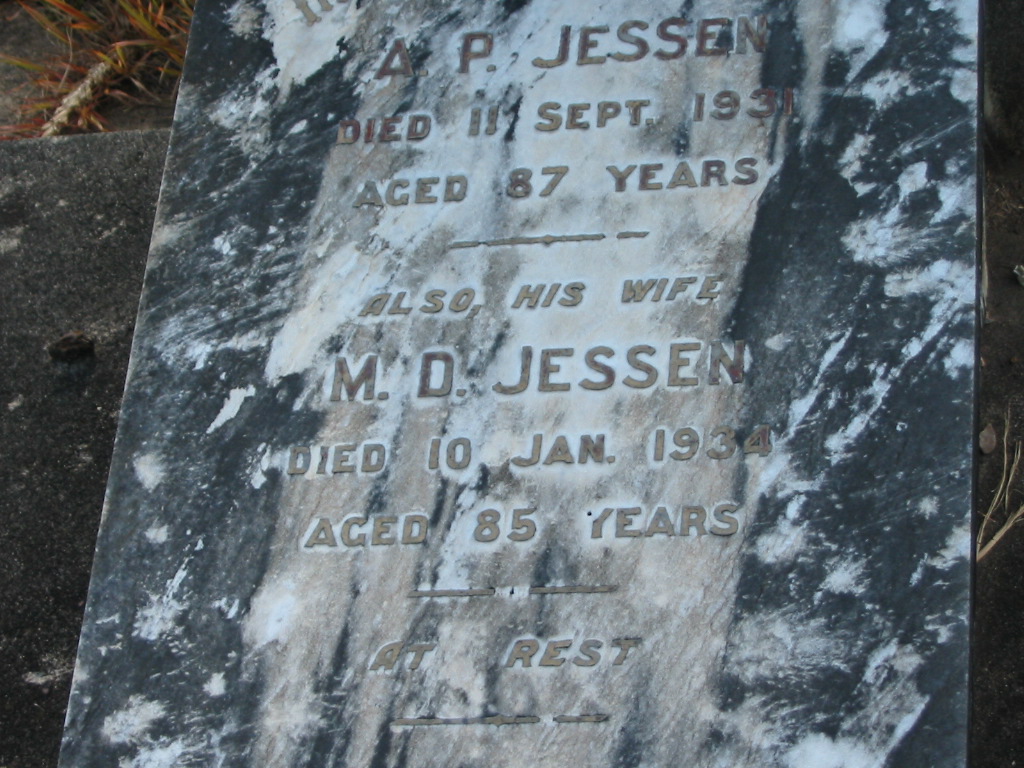 A. P. JESSEN
DIED 11 SEPT. 1931
AGED 87 YEARS
ALSO, HIS WIFE
M. D. JESSEN
DIED 10 JAN. 1934
AGED 85 YEARS
AT REST